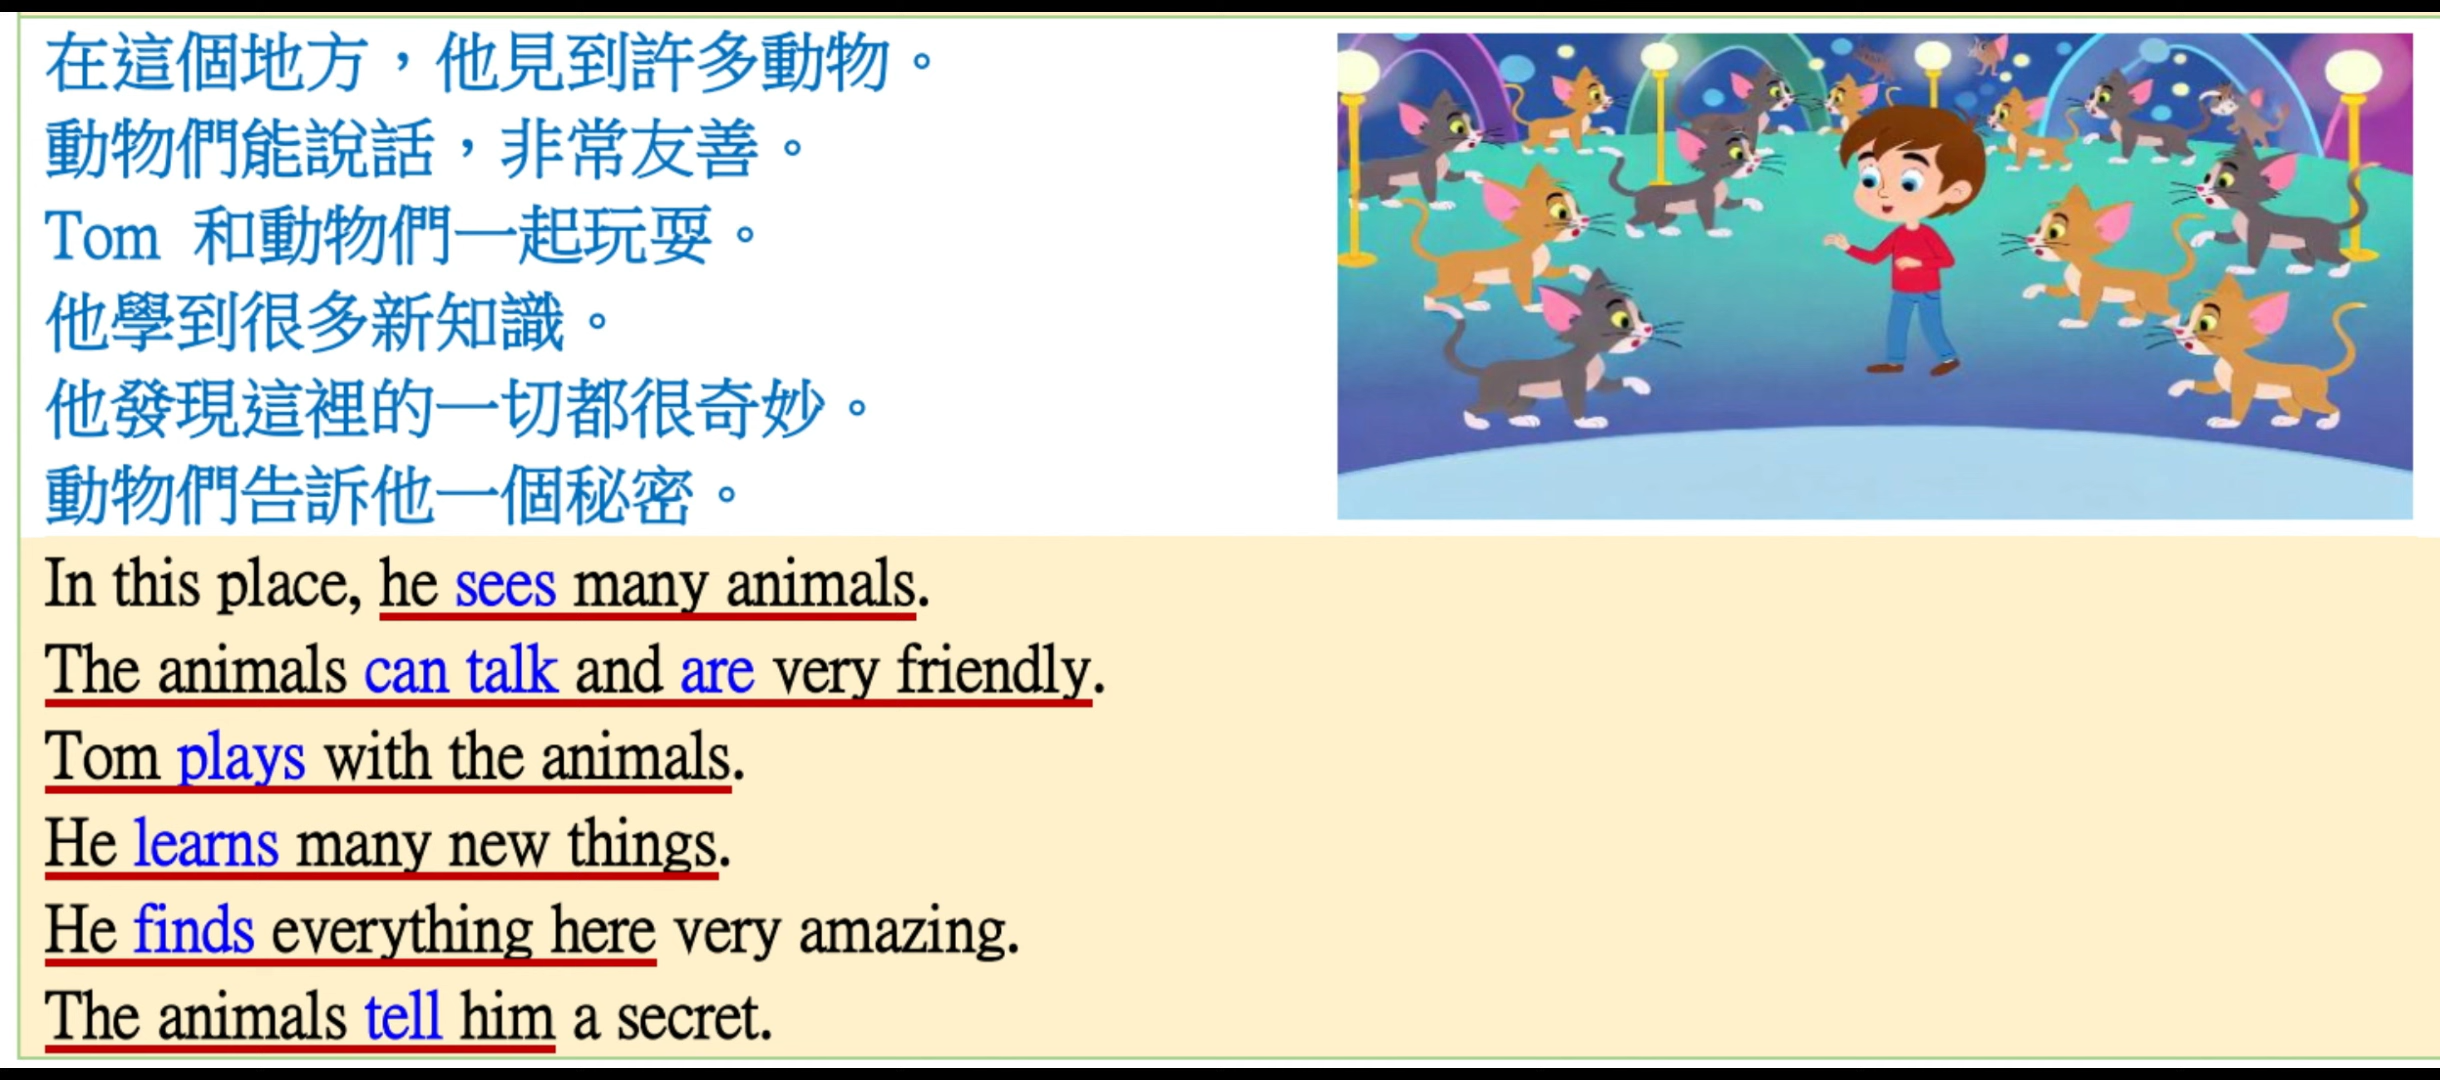 在這個地方，他見到許多動物。
動物們能說話，非常友善。
Tom 和動物們一起玩耍。
他學到很多新知識。
他發現這裡的一切都很奇妙。
動物們告訴他一個秘密。
In this place, he sees many animals.
The animals can talk and are very friendly.
Tom plays with the animals.
He learns many new things.
He finds everything here very amazing.
The animals tell him a secret.